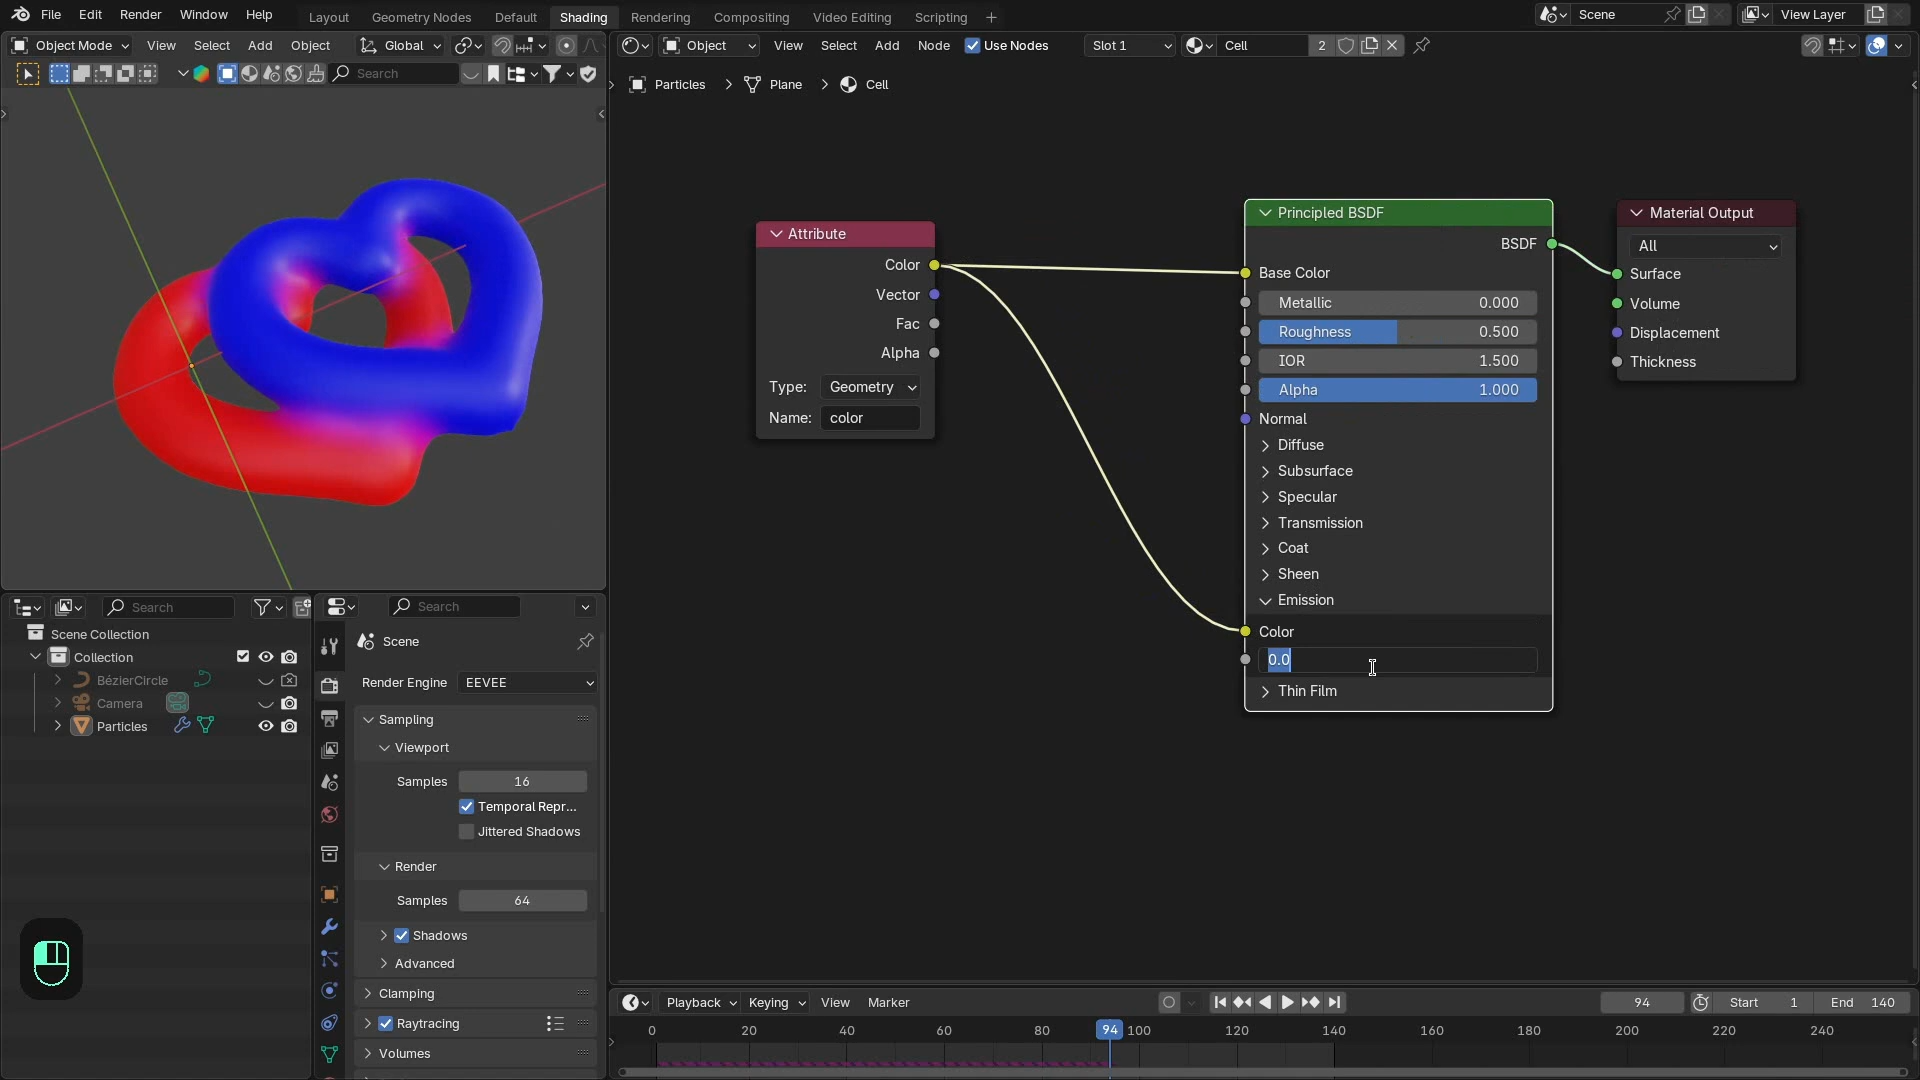 File Edit Render Window Help Layout Geometry Nodes Default Shading Rendering Compositing Video Editing Scripting + Scene View Layer
Object Mode View Select Add Object Global
Object View Select Add Node Use Nodes Slot 1 Cell 2
Search
Particles > Plane > Cell
Attribute
Color
Vector
Fac
Alpha
Type: Geometry
Name: color
Principled BSDF
BSDF
Base Color
Metallic 0.000
Roughness 0.500
IOR 1.500
Alpha 1.000
Normal
Diffuse
Subsurface
Specular
Transmission
Coat
Sheen
Emission
Color
0.0
Thin Film
Material Output
All
Surface
Volume
Displacement
Thickness
Search
Scene Collection
Collection
BézierCircle
Camera
Particles
Search
Scene
Render Engine EEVEE
Sampling
Viewport
Samples 16
Temporal Repr...
Jittered Shadows
Render
Samples 64
Shadows
Advanced
Clamping
Raytracing
Volumes
Playback Keying View Marker 94 Start 1 End 140
0 20 40 60 80 94 100 120 140 160 180 200 220 240